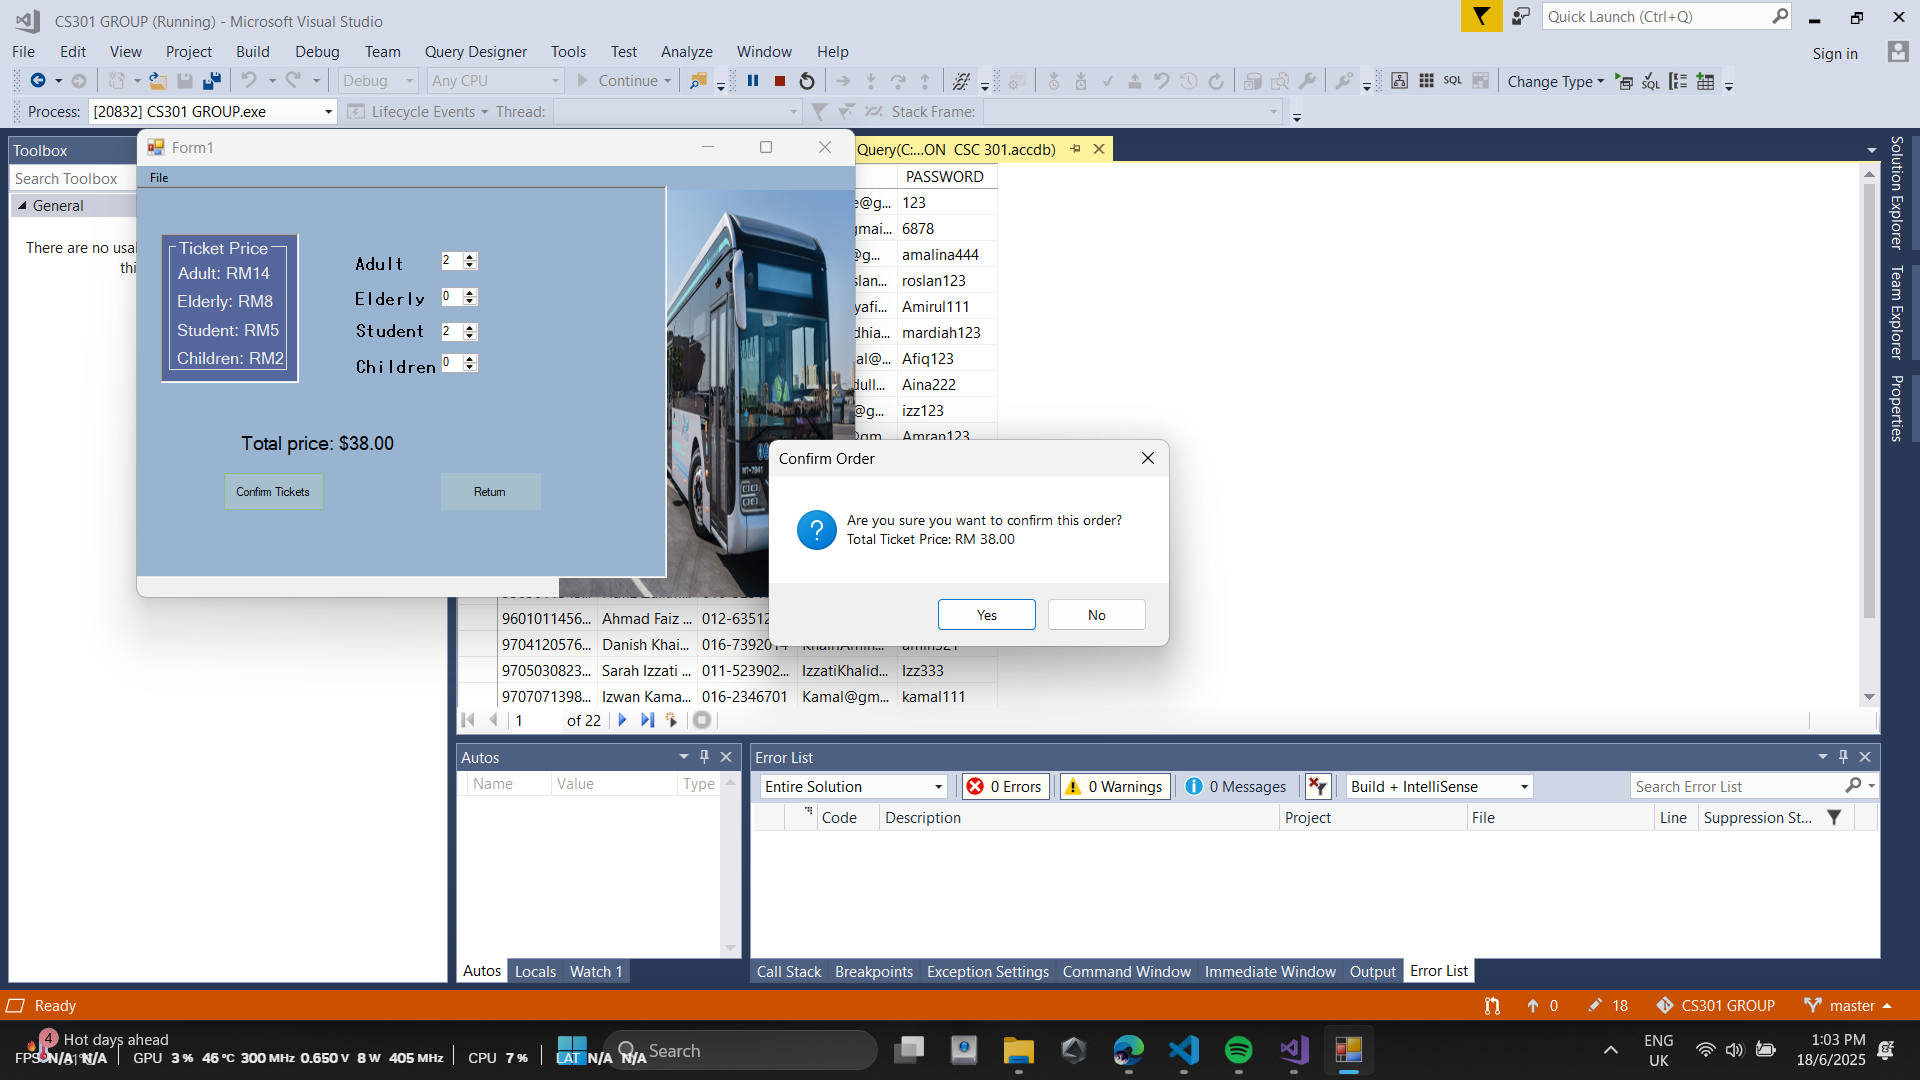 CS301 GROUP (Running) - Microsoft Visual Studio
Quick Launch (Ctrl+Q)
File Edit View Project Build Debug Team Query Designer Tools Test Analyze Window Help
Sign in
Debug Any CPU Continue SQL Change Type SQL
Process: [20832] CS301 GROUP.exe Lifecycle Events Thread: Stack Frame:
Toolbox
Search Toolbox
General
There are no usa
thi
Form1
File
Ticket Price
Adult: RM14
Elderly: RM8
Student: RM5
Children: RM2
Adult 2
Elderly 0
Student 2
Children 0
Total price: $38.00
Confirm Tickets Return
Query(C:...ON CSC 301.accdb)
PASSWORD
e@g... 123
gmai... 6878
@g... amalina444
slan... roslan123
yafi... Amirul111
dhia... mardiah123
al@... Afiq123
dull... Aina222
@g... izz123
Amran123
Confirm Order
Are you sure you want to confirm this order?
Total Ticket Price: RM 38.00
Yes No
9601011456... Ahmad Faiz ... 012-63512
9704120576... Danish Khai... 016-7392014
9705030823... Sarah Izzati ... 011-523902... IzzatiKhalid... Izz333
9707071398... Izwan Kama... 016-2346701 Kamal@gm... kamal111
1 of 22
Autos
Name Value Type
Autos Locals Watch 1
Error List
Entire Solution 0 Errors 0 Warnings 0 Messages Build + IntelliSense Search Error List
Code Description Project File Line Suppression St...
Call Stack Breakpoints Exception Settings Command Window Immediate Window Output Error List
Solution Explorer
Team Explorer
Properties
Ready
0 18 CS301 GROUP master
4 Hot days ahead
FPS N/A N/A GPU 3 % 46 °C 300 MHz 0.650 V 8 W 405 MHz CPU 7 % LAT N/A N/A
Search
ENG
UK
1:03 PM
18/6/2025